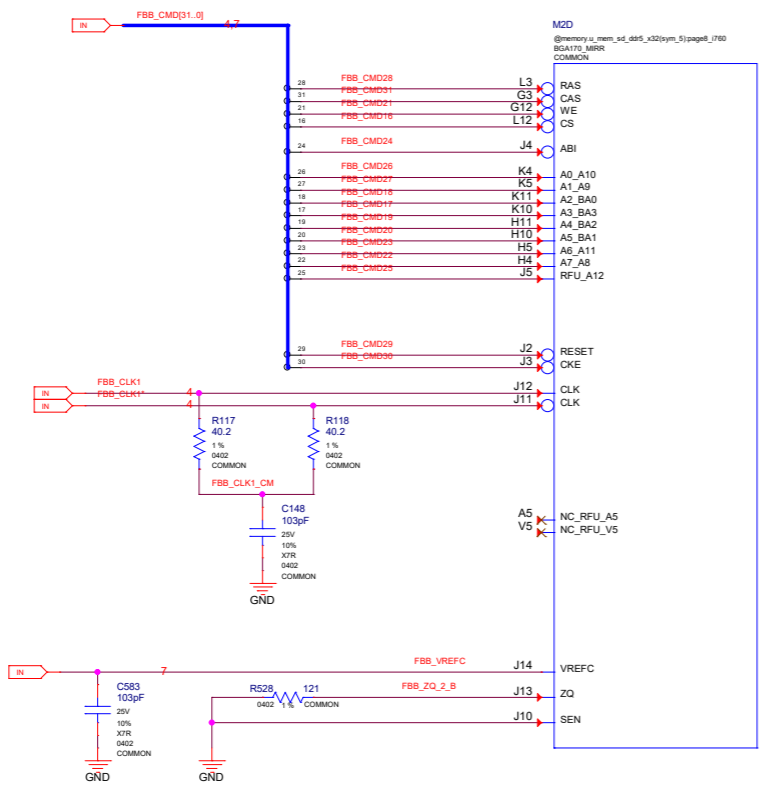 FBB_CMD[31..0]
IN
4,7
M2D
@memory.u_mem_sd_ddr5_x32(sym_5):page8_i760
BGA170_MIRR
COMMON
28 FBB_CMD28 L3 RAS
31 FBB_CMD31 G3 CAS
21 FBB_CMD21 G12 WE
16 FBB_CMD16 L12 CS
24 FBB_CMD24 J4 ABI
26 FBB_CMD26 K4 A0_A10
27 FBB_CMD27 K5 A1_A9
18 FBB_CMD18 K11 A2_BA0
17 FBB_CMD17 K10 A3_BA3
19 FBB_CMD19 H11 A4_BA2
20 FBB_CMD20 H10 A5_BA1
23 FBB_CMD23 H5 A6_A11
22 FBB_CMD22 H4 A7_A8
25 FBB_CMD25 J5 RFU_A12
29 FBB_CMD29 J2 RESET
30 FBB_CMD30 J3 CKE
IN FBB_CLK1 4 J12 CLK
IN FBB_CLK1* 4 J11 CLK
R117
40.2
1 %
0402
COMMON
R118
40.2
1 %
0402
COMMON
FBB_CLK1_CM
C148
103pF
25V
10%
X7R
0402
COMMON
GND
A5 NC_RFU_A5
V5 NC_RFU_V5
IN 7 FBB_VREFC J14 VREFC
C583
103pF
25V
10%
X7R
0402
COMMON
GND
R528 121 FBB_ZQ_2_B J13 ZQ
0402 1 % COMMON
J10 SEN
GND